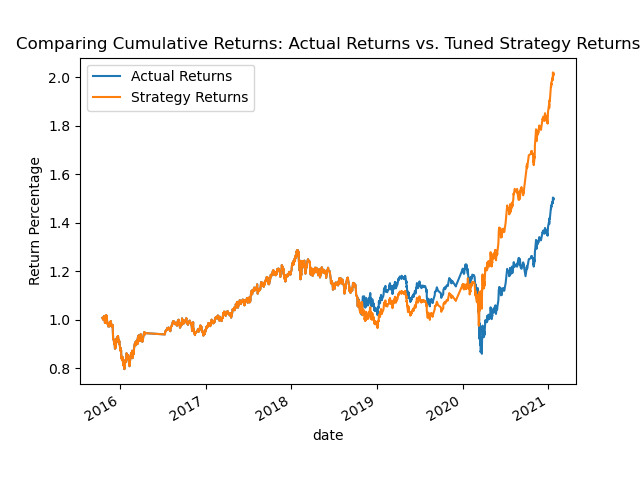 Comparing Cumulative Returns: Actual Returns vs. Tuned Strategy Returns
Actual Returns
Strategy Returns
2.0
1.8
1.6
1.4
1.2
1.0
0.8
Return Percentage
2016
2017
2018
2019
2020
2021
date